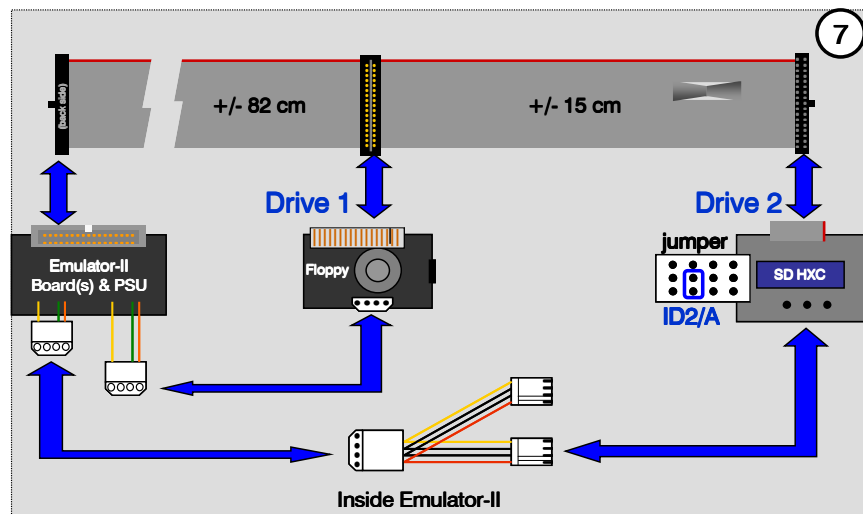 7
(back side)
+/- 82 cm
+/- 15 cm
Drive 1
Drive 2
jumper
Emulator-II
Board(s) & PSU
Floppy
SD HXC
ID2/A
Inside Emulator-II